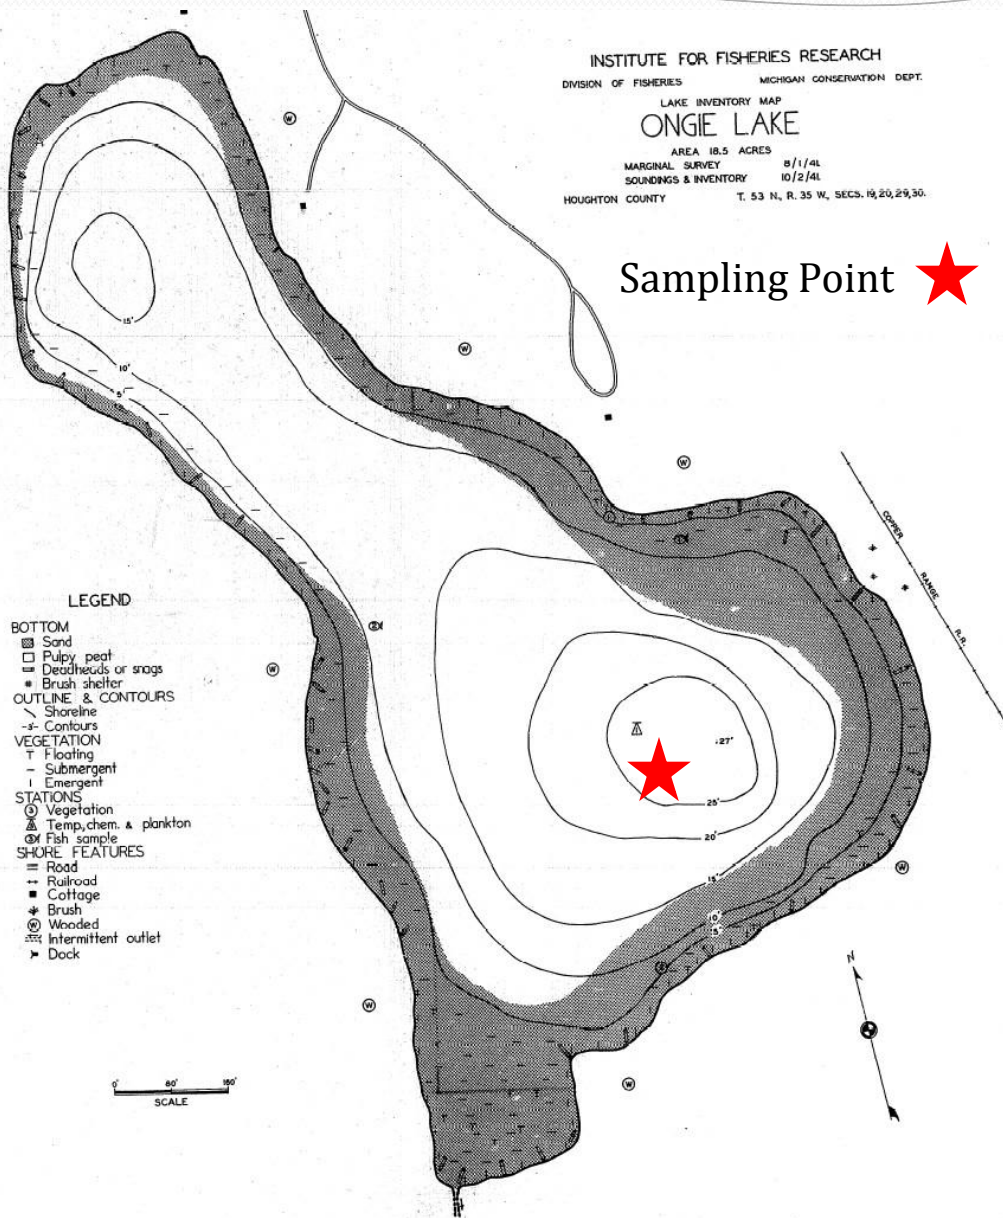 INSTITUTE FOR FISHERIES RESEARCH
DIVISION OF FISHERIES MICHIGAN CONSERVATION DEPT.
LAKE INVENTORY MAP
ONGIE LAKE
AREA 18.5 ACRES
MARGINAL SURVEY 8/1/41
SOUNDINGS & INVENTORY 10/2/41
HOUGHTON COUNTY T. 53 N., R. 35 W., SECS. 19,20,29,30.
Sampling Point
W
15'
10'
5'
W
W
W
COPPER RANGE R.R.
1
2
W
27'
25'
20'
15'
10'
5'
W
W
W
N
LEGEND
BOTTOM
Sand
Pulpy peat
Deadheads or snags
Brush shelter
OUTLINE & CONTOURS
Shoreline
-5'- Contours
VEGETATION
T Floating
– Submergent
I Emergent
STATIONS
Vegetation
Temp., chem. & plankton
Fish sample
SHORE FEATURES
Road
Railroad
Cottage
Brush
W Wooded
Intermittent outlet
Dock
0' 80' 160'
SCALE